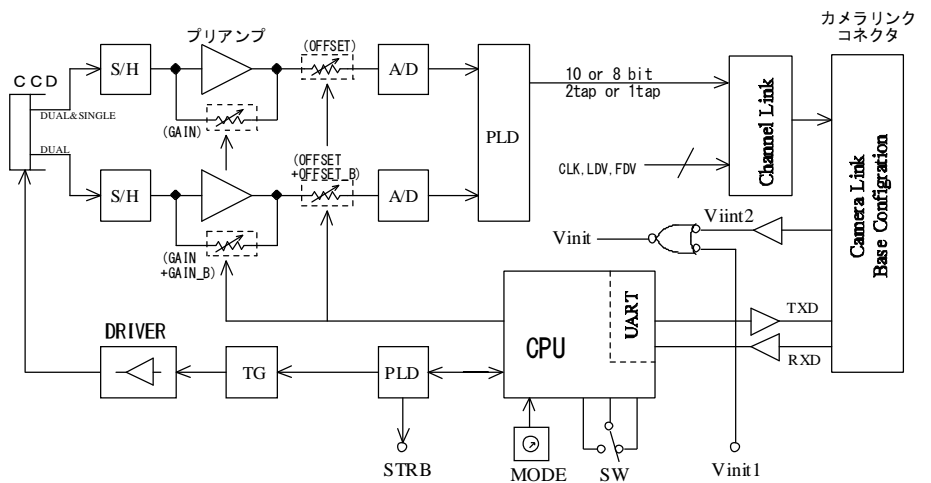 カメラリンク
コネクタ
プリアンプ
(OFFSET)
CCD
S/H
A/D
10 or 8 bit
2tap or 1tap
DUAL&SINGLE
(GAIN)
PLD
Channel Link
DUAL
(OFFSET
+OFFSET_B)
CLK,LDV,FDV
S/H
A/D
Camera Link
Base Configration
Viint2
Vinit
(GAIN
+GAIN_B)
CPU
UART
TXD
RXD
DRIVER
TG
PLD
STRB
MODE
SW
Vinit1